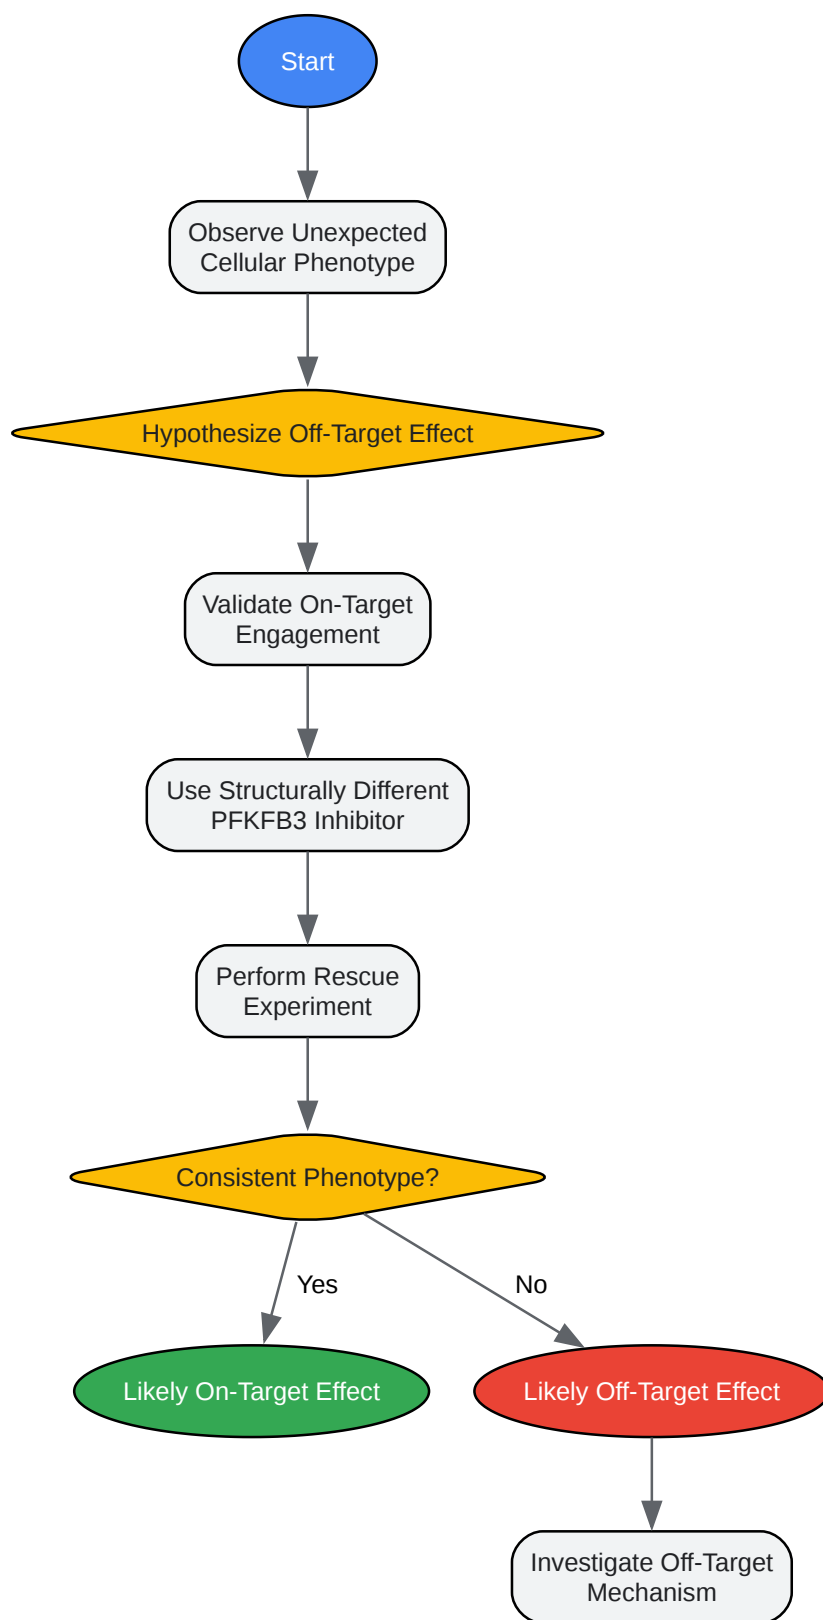 Start
Observe Unexpected
Cellular Phenotype
Hypothesize Off-Target Effect
Validate On-Target
Engagement
Use Structurally Different
PFKFB3 Inhibitor
Perform Rescue
Experiment
Consistent Phenotype?
Yes
No
Likely On-Target Effect
Likely Off-Target Effect
Investigate Off-Target
Mechanism